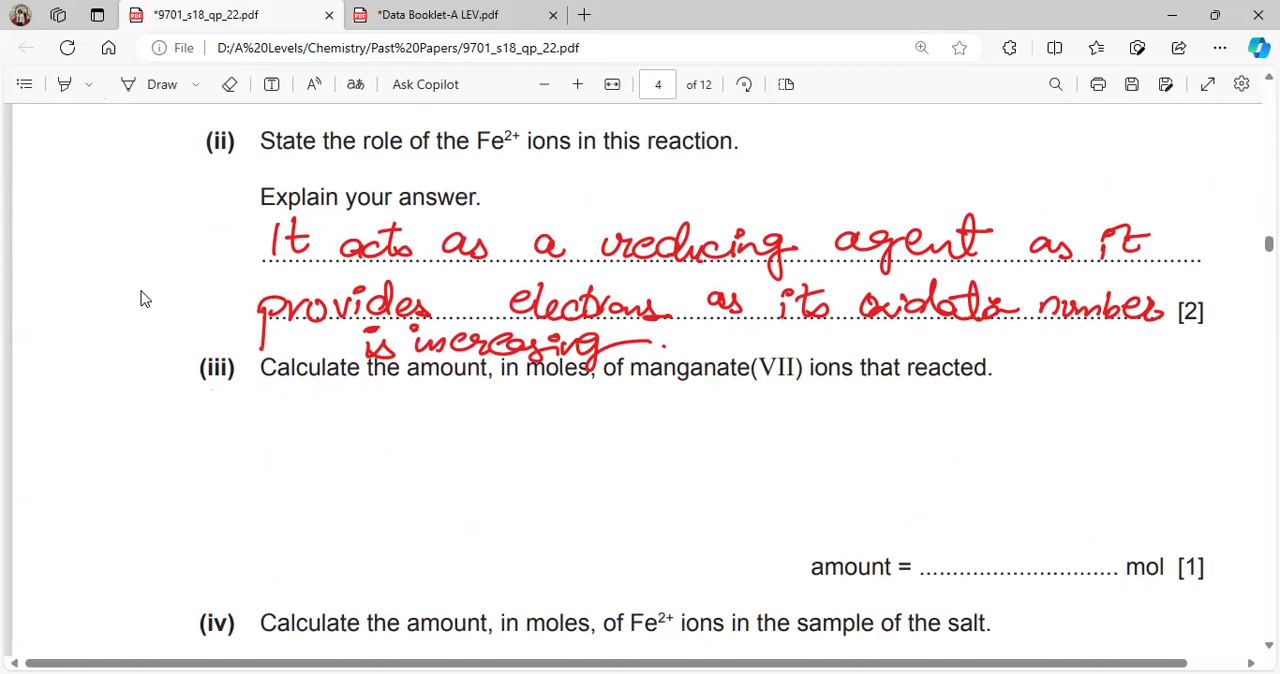 *9701_s18_qp_22.pdf
*Data Booklet-A LEV.pdf
File D:/A%20Levels/Chemistry/Past%20Papers/9701_s18_qp_22.pdf
Draw
Ask Copilot
4 of 12
(ii) State the role of the Fe²⁺ ions in this reaction.
Explain your answer.
It acts as a reducing agent as it
provides electrons as its oxidatn number [2]
is increasing.
(iii) Calculate the amount, in moles, of manganate(VII) ions that reacted.
amount = .............................. mol [1]
(iv) Calculate the amount, in moles, of Fe²⁺ ions in the sample of the salt.